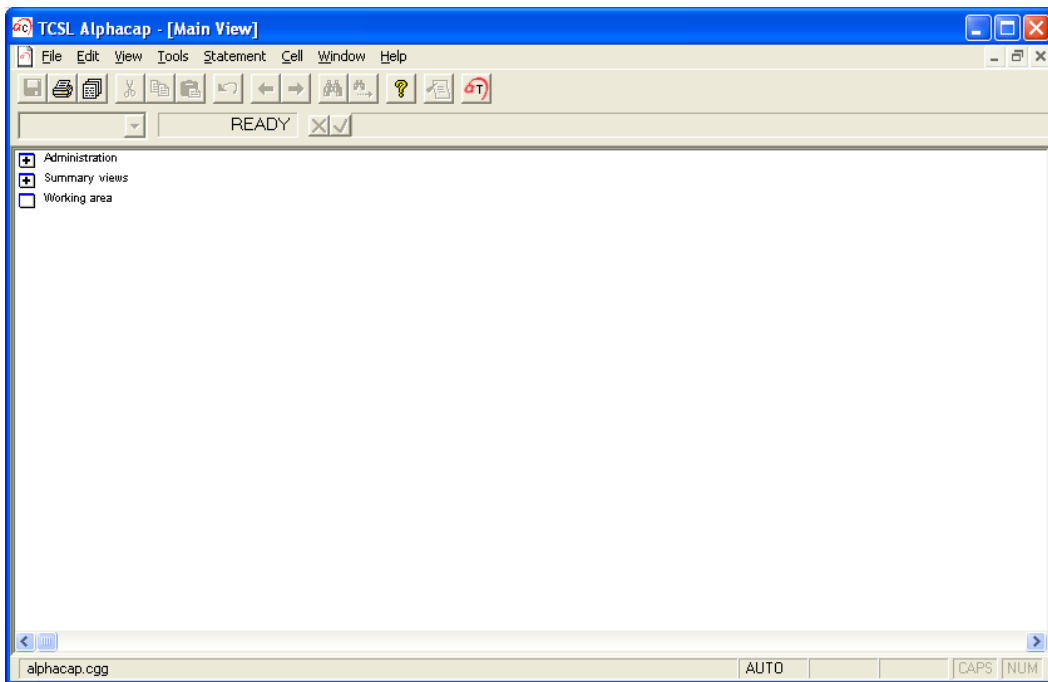 TCSL Alphacap - [Main View]
File Edit View Tools Statement Cell Window Help
READY
Administration
Summary views
Working area
alphacap.cgg AUTO CAPS NUM